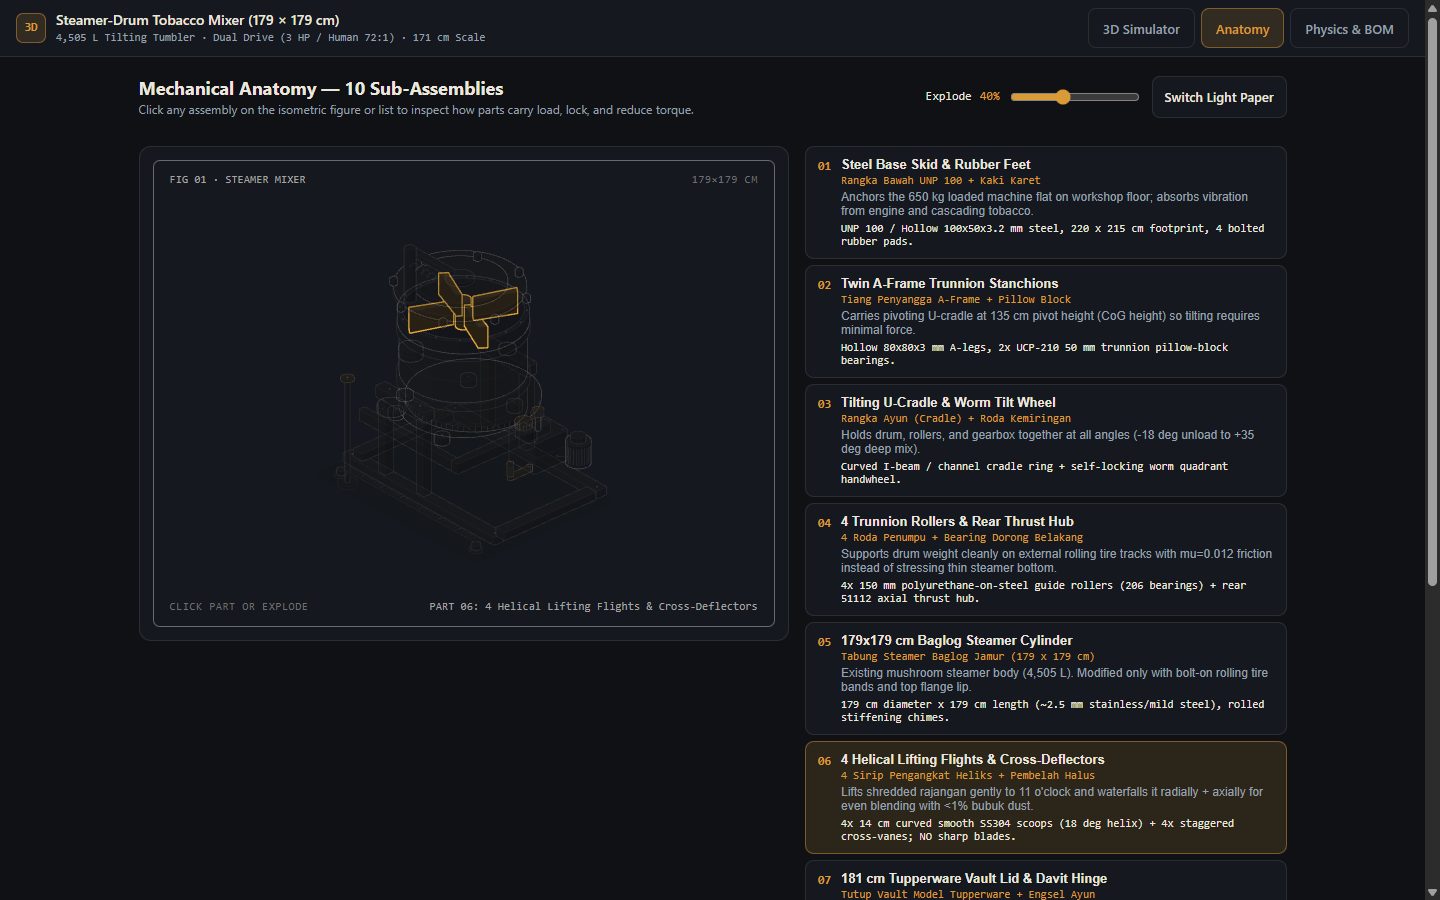 3D
Steamer-Drum Tobacco Mixer (179 × 179 cm)
4,505 L Tilting Tumbler · Dual Drive (3 HP / Human 72:1) · 171 cm Scale
3D Simulator
Anatomy
Physics & BOM
Mechanical Anatomy — 10 Sub-Assemblies
Click any assembly on the isometric figure or list to inspect how parts carry load, lock, and reduce torque.
Explode 40%
Switch Light Paper
FIG 01 · STEAMER MIXER
179×179 CM
CLICK PART OR EXPLODE
PART 06: 4 Helical Lifting Flights & Cross-Deflectors
01 Steel Base Skid & Rubber Feet
Rangka Bawah UNP 100 + Kaki Karet
Anchors the 650 kg loaded machine flat on workshop floor; absorbs vibration
from engine and cascading tobacco.
UNP 100 / Hollow 100x50x3.2 mm steel, 220 x 215 cm footprint, 4 bolted
rubber pads.
02 Twin A-Frame Trunnion Stanchions
Tiang Penyangga A-Frame + Pillow Block
Carries pivoting U-cradle at 135 cm pivot height (CoG height) so tilting requires
minimal force.
Hollow 80x80x3 mm A-legs, 2x UCP-210 50 mm trunnion pillow-block
bearings.
03 Tilting U-Cradle & Worm Tilt Wheel
Rangka Ayun (Cradle) + Roda Kemiringan
Holds drum, rollers, and gearbox together at all angles (-18 deg unload to +35
deg deep mix).
Curved I-beam / channel cradle ring + self-locking worm quadrant
handwheel.
04 4 Trunnion Rollers & Rear Thrust Hub
4 Roda Penumpu + Bearing Dorong Belakang
Supports drum weight cleanly on external rolling tire tracks with mu=0.012 friction
instead of stressing thin steamer bottom.
4x 150 mm polyurethane-on-steel guide rollers (206 bearings) + rear
51112 axial thrust hub.
05 179x179 cm Baglog Steamer Cylinder
Tabung Steamer Baglog Jamur (179 x 179 cm)
Existing mushroom steamer body (4,505 L). Modified only with bolt-on rolling tire
bands and top flange lip.
179 cm diameter x 179 cm length (~2.5 mm stainless/mild steel), rolled
stiffening chimes.
06 4 Helical Lifting Flights & Cross-Deflectors
4 Sirip Pengangkat Heliks + Pembelah Halus
Lifts shredded rajangan gently to 11 o'clock and waterfalls it radially + axially for
even blending with <1% bubuk dust.
4x 14 cm curved smooth SS304 scoops (18 deg helix) + 4x staggered
cross-vanes; NO sharp blades.
07 181 cm Tupperware Vault Lid & Davit Hinge
Tutup Vault Model Tupperware + Engsel Ayun